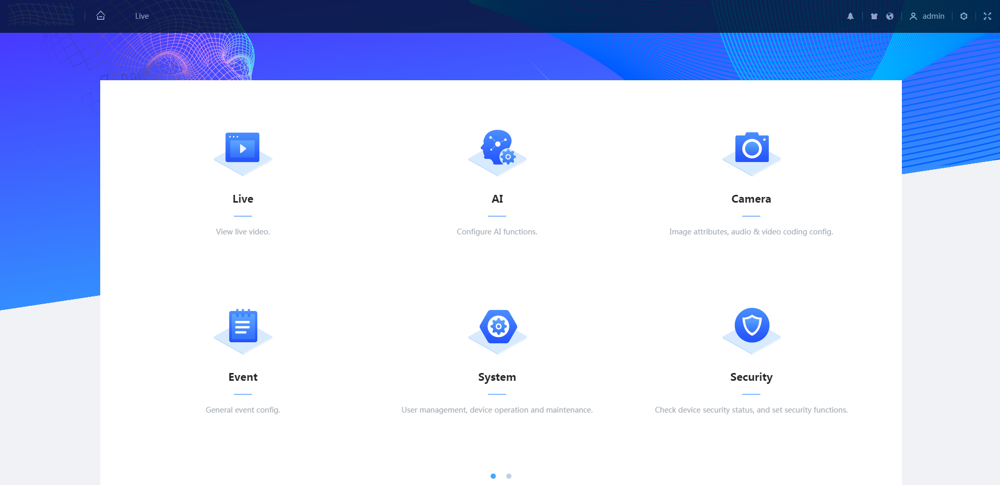 Live
admin
Live
AI
Camera
View live video.
Configure AI functions.
Image attributes, audio & video coding config.
Event
System
Security
General event config.
User management, device operation and maintenance.
Check device security status, and set security functions.